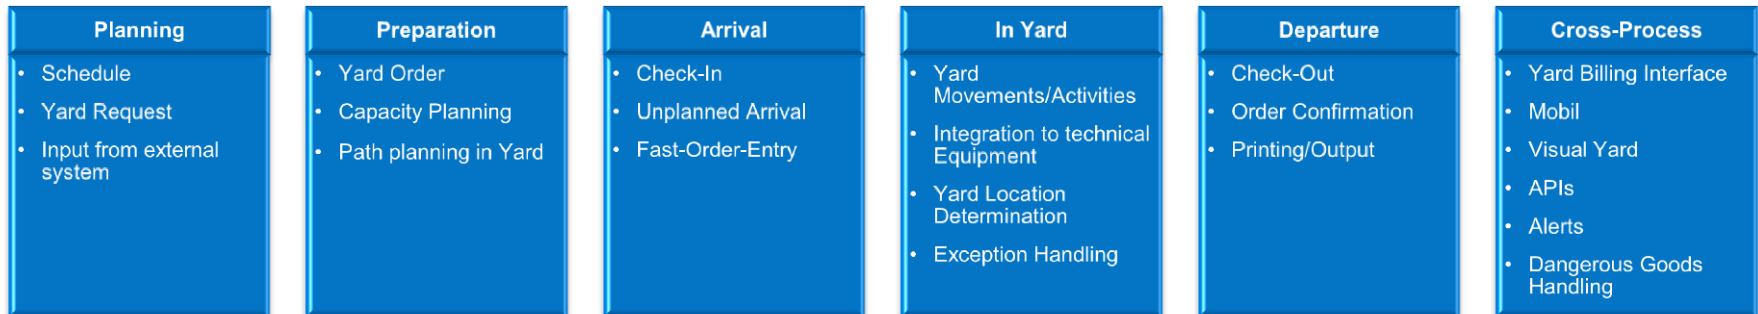 Planning
• Schedule
• Yard Request
• Input from external
system
Preparation
• Yard Order
• Capacity Planning
• Path planning in Yard
Arrival
• Check-In
• Unplanned Arrival
• Fast-Order-Entry
In Yard
• Yard
Movements/Activities
• Integration to technical
Equipment
• Yard Location
Determination
• Exception Handling
Departure
• Check-Out
• Order Confirmation
• Printing/Output
Cross-Process
• Yard Billing Interface
• Mobil
• Visual Yard
• APIs
• Alerts
• Dangerous Goods
Handling